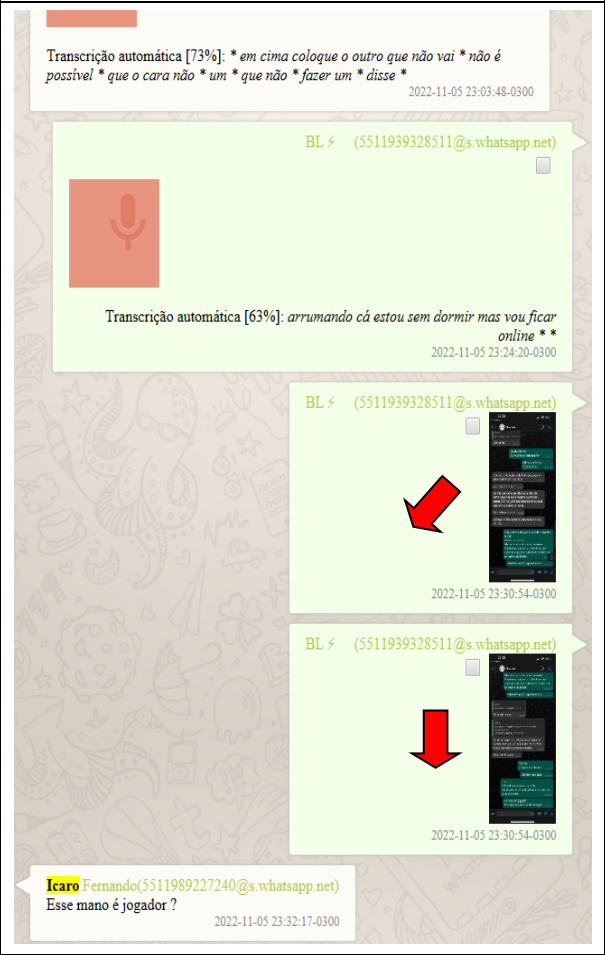 Transcrição automática [73%]: * em cima coloque o outro que não vai * não é
possível * que o cara não * um * que não * fazer um * disse *
2022-11-05 23:03:48-0300
BL ⚡ (5511939328511@s.whatsapp.net)
Transcrição automática [63%]: arrumando cá estou sem dormir mas vou ficar
online * *
2022-11-05 23:24:20-0300
BL ⚡ (5511939328511@s.whatsapp.net)
2022-11-05 23:30:54-0300
BL ⚡ (5511939328511@s.whatsapp.net)
2022-11-05 23:30:54-0300
Icaro Fernando(5511989227240@s.whatsapp.net)
Esse mano é jogador ?
2022-11-05 23:32:17-0300